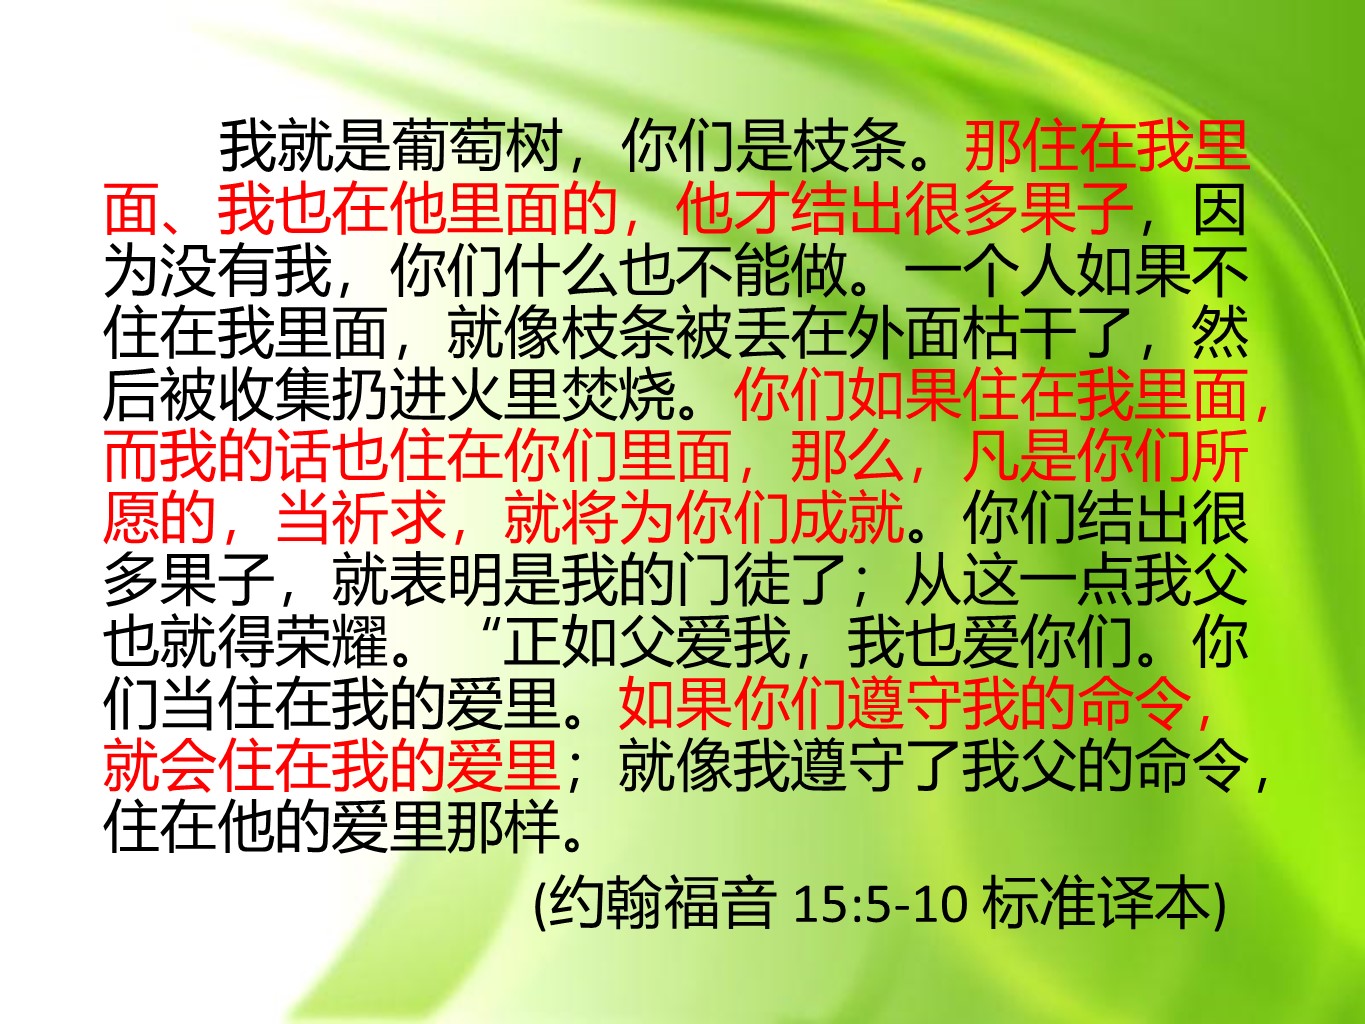 我就是葡萄树，你们是枝条。那住在我里
面、我也在他里面的，他才结出很多果子，因
为没有我，你们什么也不能做。一个人如果不
住在我里面，就像枝条被丢在外面枯干了，然
后被收集扔进火里焚烧。你们如果住在我里面，
而我的话也住在你们里面，那么，凡是你们所
愿的，当祈求，就将为你们成就。你们结出很
多果子，就表明是我的门徒了；从这一点我父
也就得荣耀。“正如父爱我，我也爱你们。你
们当住在我的爱里。如果你们遵守我的命令，
就会住在我的爱里；就像我遵守了我父的命令，
住在他的爱里那样。
(约翰福音 15:5-10 标准译本)